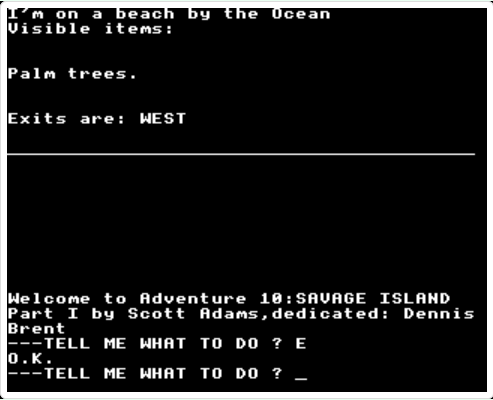 I'm on a beach by the Ocean
Visible items:
Palm trees.
Exits are: WEST
Welcome to Adventure 10:SAVAGE ISLAND
Part I by Scott Adams,dedicated: Dennis
Brent
---TELL ME WHAT TO DO ? E
O.K.
---TELL ME WHAT TO DO ? _